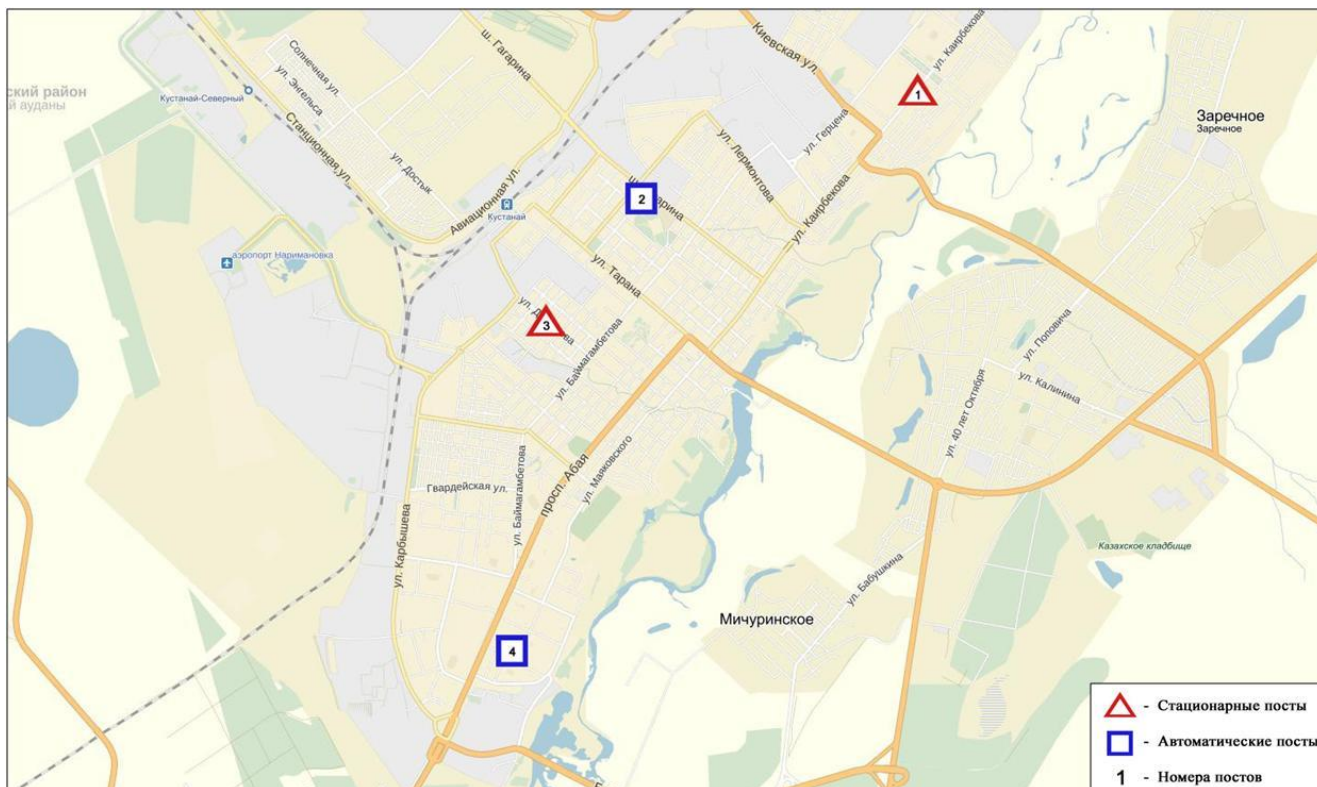 ский район
й ауданы
Кустанай-Северный
Солнечная ул.
ул. Энгельса
Станционная ул.
ул. Достык
ш. Гагарина
Авиационная ул.
Кустанай
аэропорт Наримановка
Киевская ул.
ул. Каирбекова
1
Заречное
Заречное
ул. Герцена
ул. Лермонтова
2
ул. Каирбекова
ул. Тарана
3
ул. Баймагамбетова
ул. Поповича
ул. Калинина
ул. 40 лет Октября
просп. Абая
ул. Маяковского
Гвардейская ул.
ул. Баймагамбетова
ул. Карбышева
Казахское кладбище
ул. Бабушкина
Мичуринское
4
- Стационарные посты
- Автоматические посты
1 - Номера постов